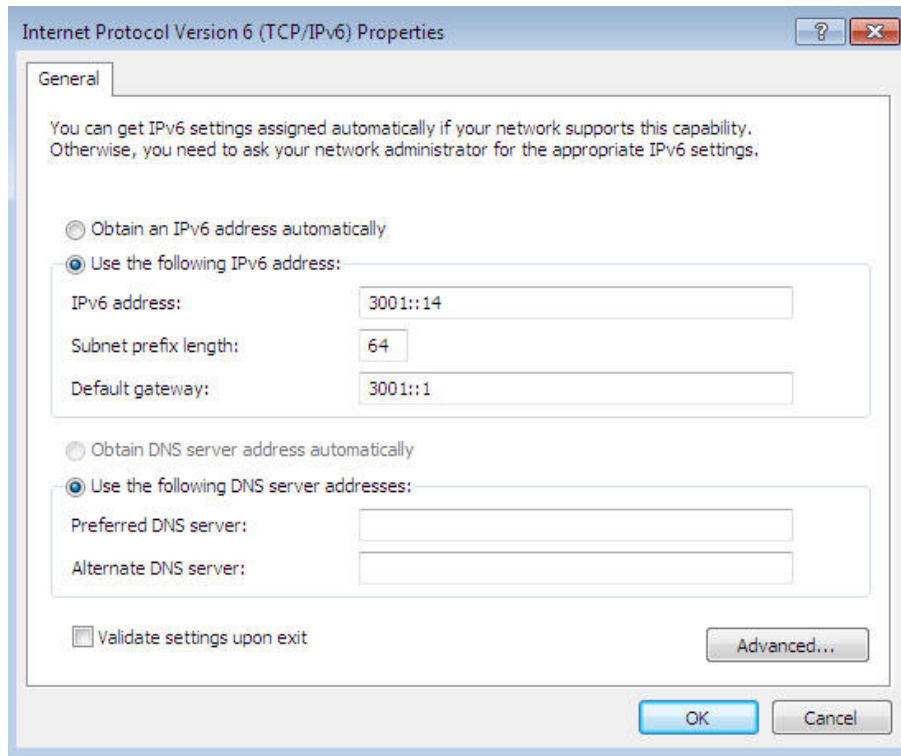 Internet Protocol Version 6 (TCP/IPv6) Properties
?
General
You can get IPv6 settings assigned automatically if your network supports this capability.
Otherwise, you need to ask your network administrator for the appropriate IPv6 settings.
Obtain an IPv6 address automatically
Use the following IPv6 address:
IPv6 address: 3001::14
Subnet prefix length: 64
Default gateway: 3001::1
Obtain DNS server address automatically
Use the following DNS server addresses:
Preferred DNS server:
Alternate DNS server:
Validate settings upon exit
Advanced...
OK Cancel